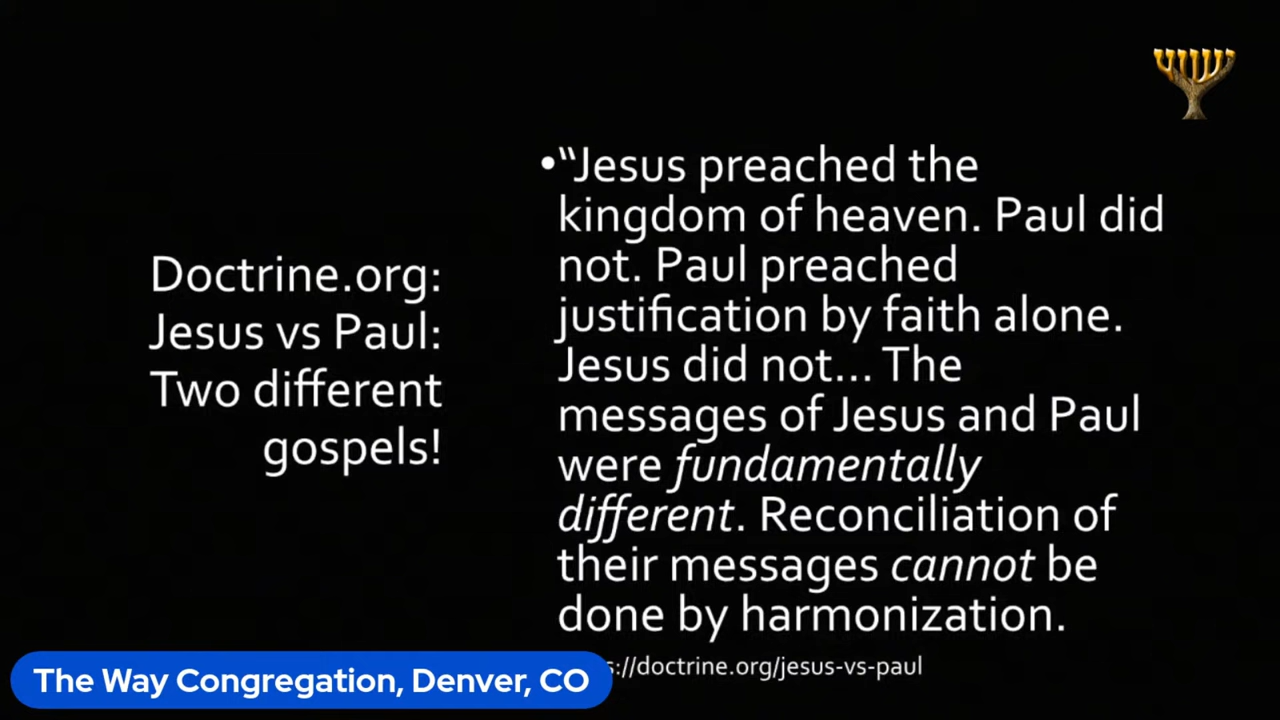 Doctrine.org:
Jesus vs Paul:
Two different
gospels!
•“Jesus preached the
kingdom of heaven. Paul did
not. Paul preached
justification by faith alone.
Jesus did not... The
messages of Jesus and Paul
were fundamentally
different. Reconciliation of
their messages cannot be
done by harmonization.
s://doctrine.org/jesus-vs-paul
The Way Congregation, Denver, CO